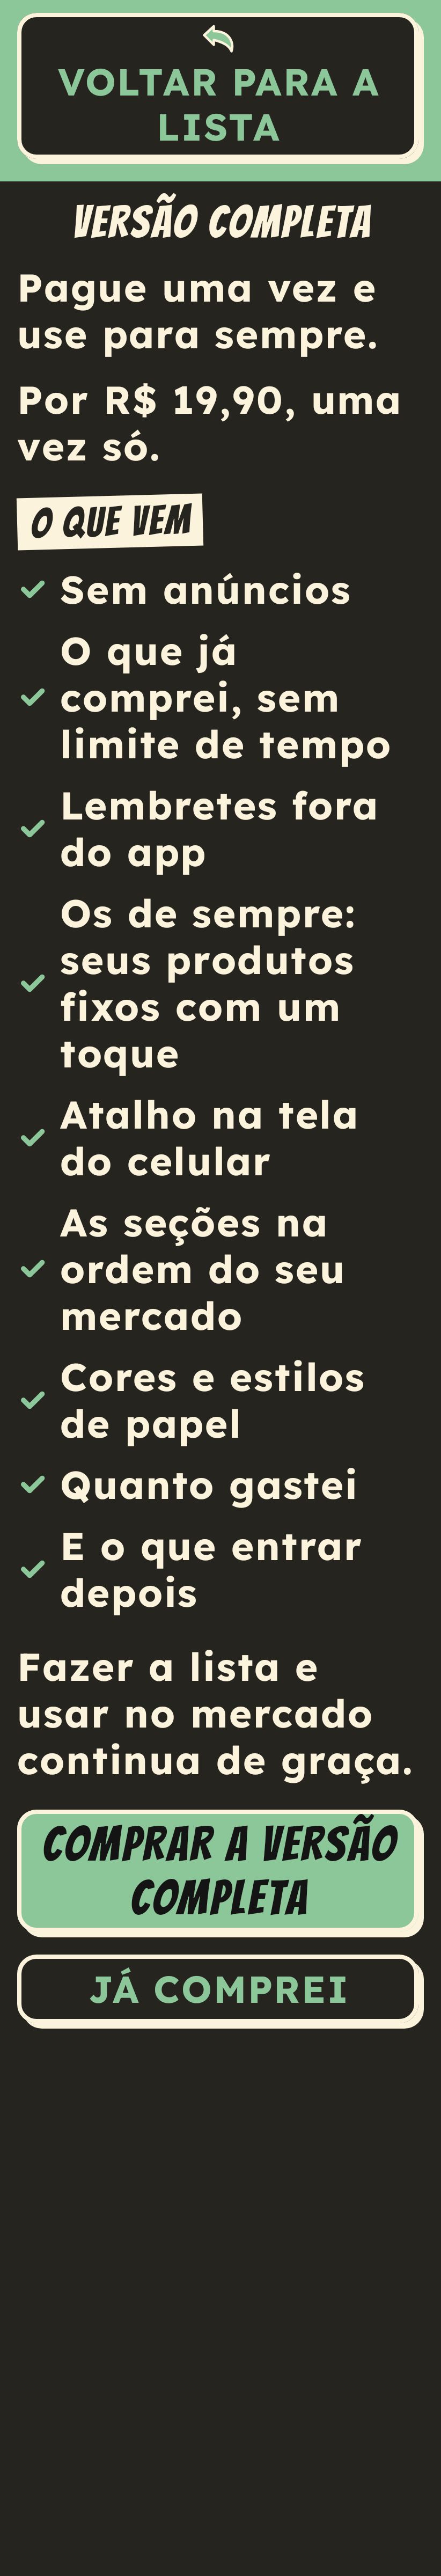 VOLTAR PARA A
LISTA
VERSÃO COMPLETA
Pague uma vez e
use para sempre.
Por R$ 19,90, uma
vez só.
O QUE VEM
Sem anúncios
O que já
comprei, sem
limite de tempo
Lembretes fora
do app
Os de sempre:
seus produtos
fixos com um
toque
Atalho na tela
do celular
As seções na
ordem do seu
mercado
Cores e estilos
de papel
Quanto gastei
E o que entrar
depois
Fazer a lista e
usar no mercado
continua de graça.
COMPRAR A VERSÃO
COMPLETA
JÁ COMPREI